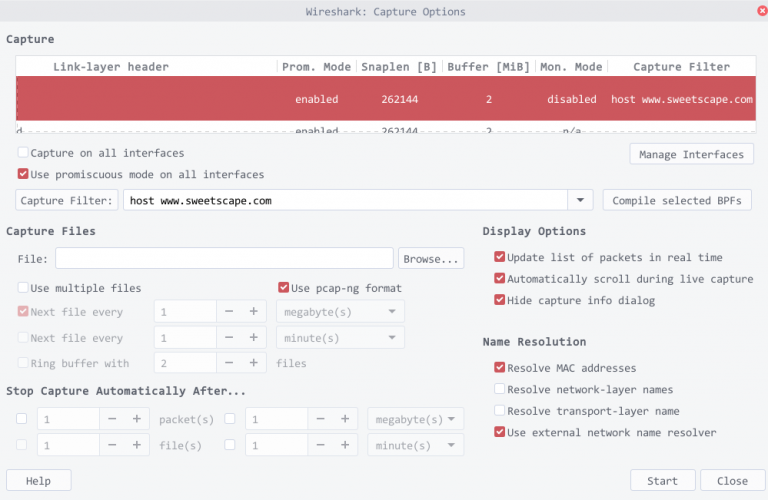 Wireshark: Capture Options
Capture
Link-layer header Prom. Mode Snaplen [B] Buffer [MiB] Mon. Mode Capture Filter
enabled 262144 2 disabled host www.sweetscape.com
d enabled 262144 2 n/a
Capture on all interfaces
Manage Interfaces
Use promiscuous mode on all interfaces
Capture Filter: host www.sweetscape.com Compile selected BPFs
Capture Files
File: Browse...
Use multiple files Use pcap-ng format
Next file every 1 − + megabyte(s)
Next file every 1 − + minute(s)
Ring buffer with 2 − + files
Stop Capture Automatically After...
1 − + packet(s) 1 − + megabyte(s)
1 − + file(s) 1 − + minute(s)
Display Options
Update list of packets in real time
Automatically scroll during live capture
Hide capture info dialog
Name Resolution
Resolve MAC addresses
Resolve network-layer names
Resolve transport-layer name
Use external network name resolver
Help Start Close